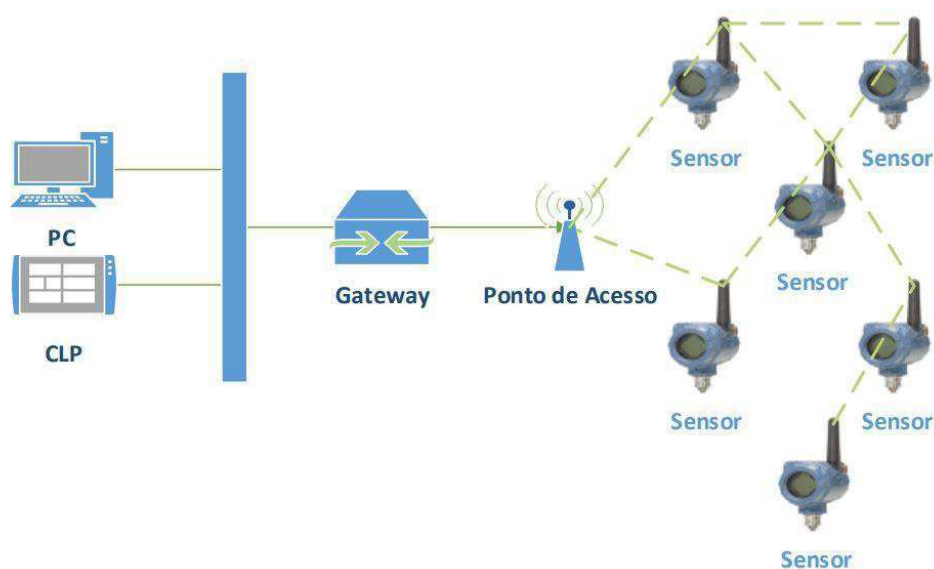 Sensor
Sensor
PC
Sensor
Gateway
Ponto de Acesso
CLP
Sensor
Sensor
Sensor